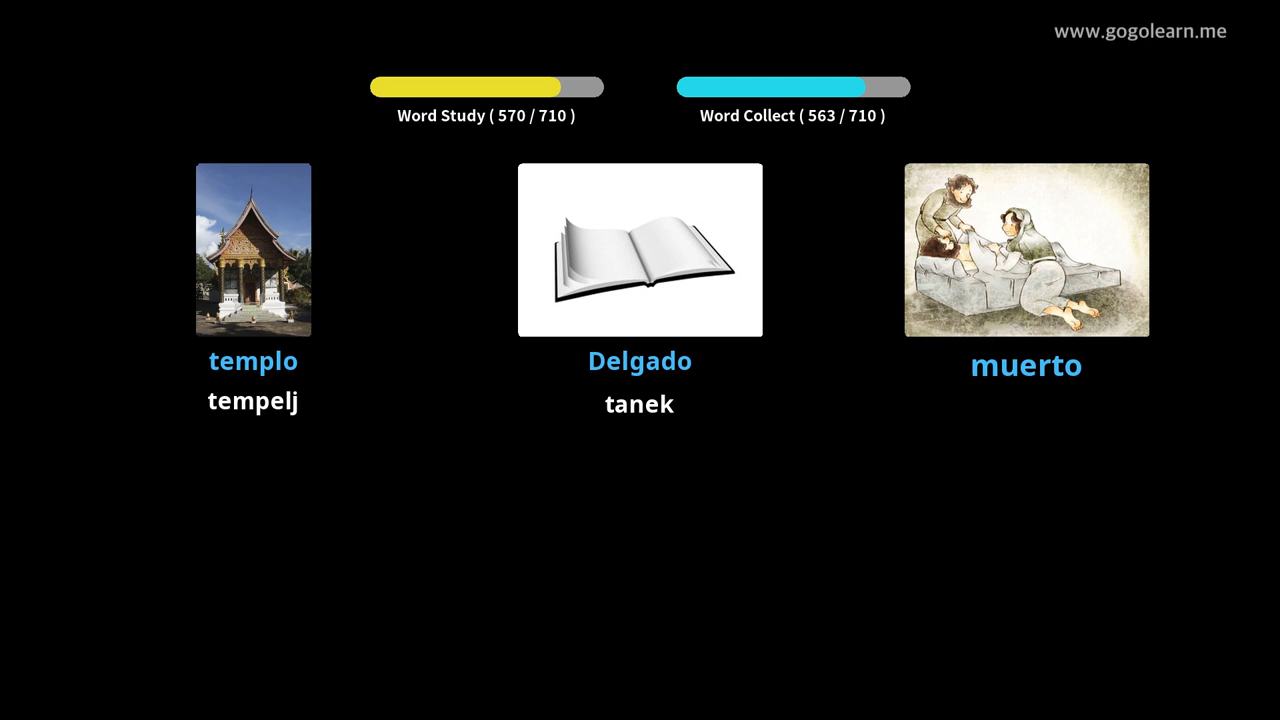 www.gogolearn.me
Word Study ( 570 / 710 )
Word Collect ( 563 / 710 )
templo
tempelj
Delgado
tanek
muerto